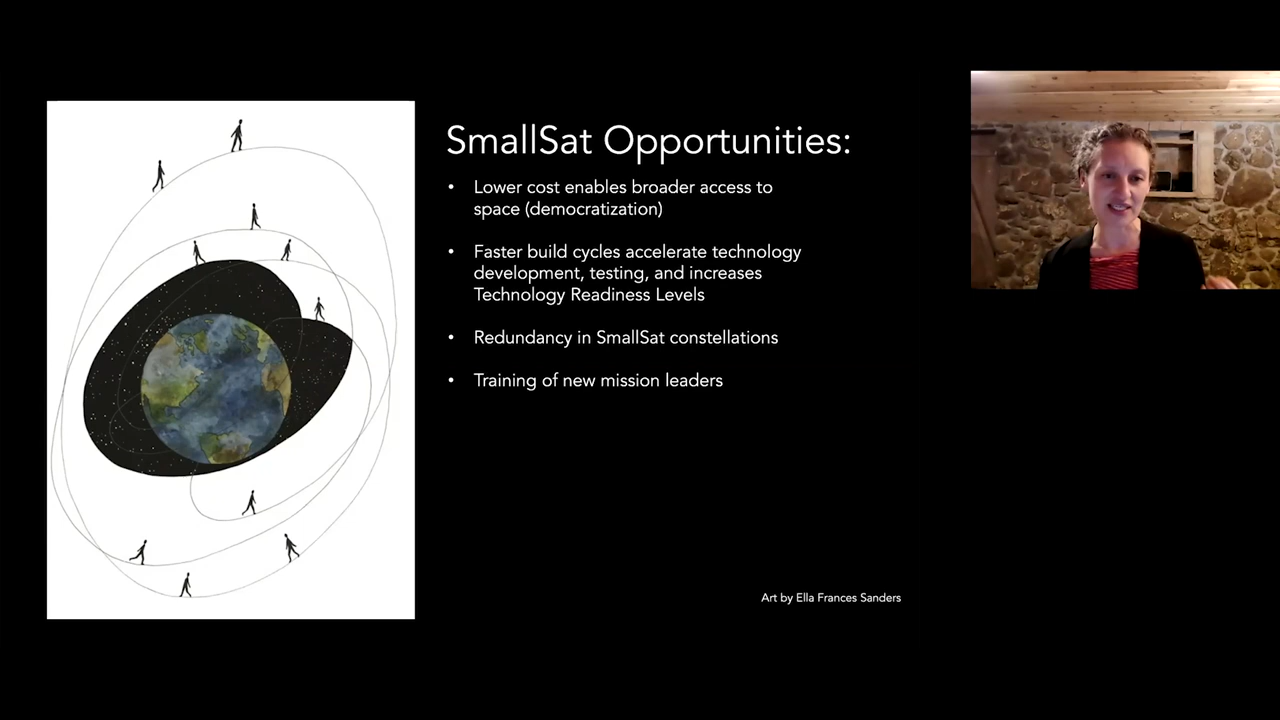 SmallSat Opportunities:
• Lower cost enables broader access to
space (democratization)
• Faster build cycles accelerate technology
development, testing, and increases
Technology Readiness Levels
• Redundancy in SmallSat constellations
• Training of new mission leaders
Art by Ella Frances Sanders